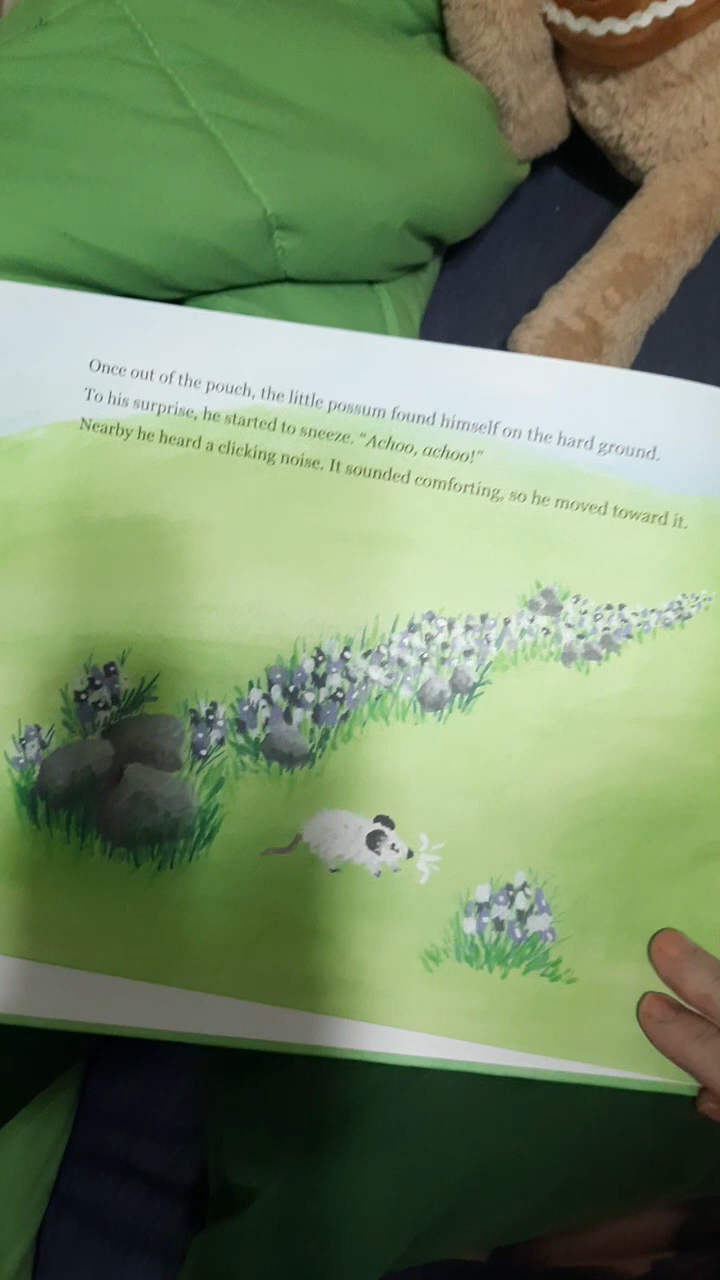 Once out of the pouch, the little possum found himself on the hard ground.
To his surprise, he started to sneeze. "Achoo, achoo!"
Nearby he heard a clicking noise. It sounded comforting, so he moved toward it.